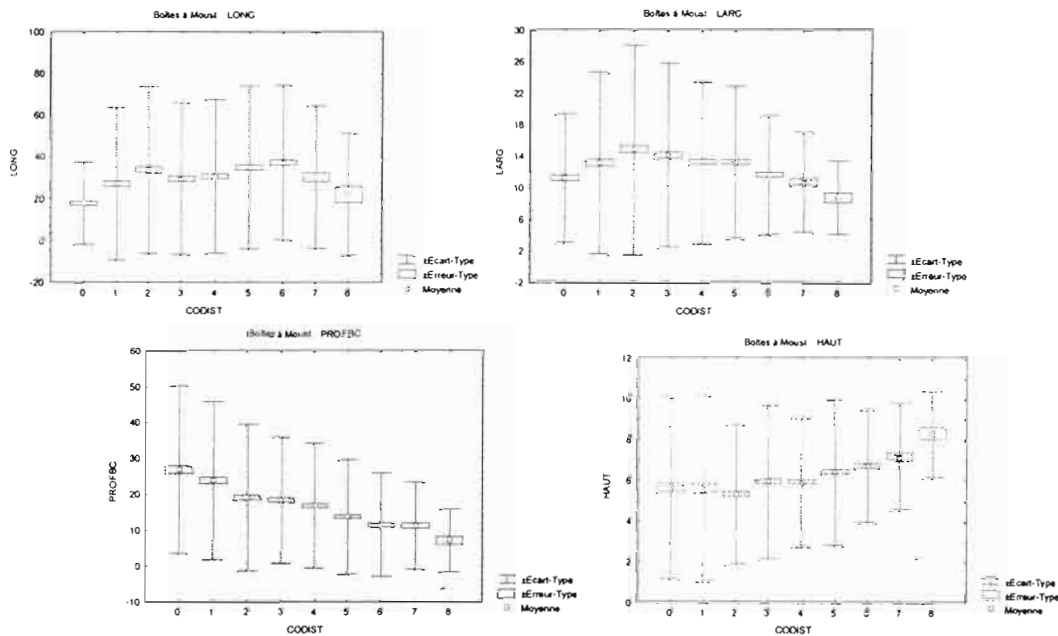 Boîtes à Moust. LONG
100
80
60
40
20
0
-20
LONG
0 1 2 3 4 5 6 7 8
CODIST
±Ecart-Type
±Erreur-Type
Moyenne
Boîtes à Moust. LARG
30
26
22
18
14
10
6
2
-2
LARG
0 1 2 3 4 5 6 7 8
CODIST
±Ecart-Type
±Erreur-Type
Moyenne
Boîtes à Moust. PROFBC
60
50
40
30
20
10
0
-10
PROFBC
0 1 2 3 4 5 6 7 8
CODIST
±Ecart-Type
±Erreur-Type
Moyenne
Boîtes à Moust. HAUT
12
10
8
6
4
2
0
HAUT
0 1 2 3 4 5 6 7 8
CODIST
±Ecart-Type
±Erreur-Type
Moyenne